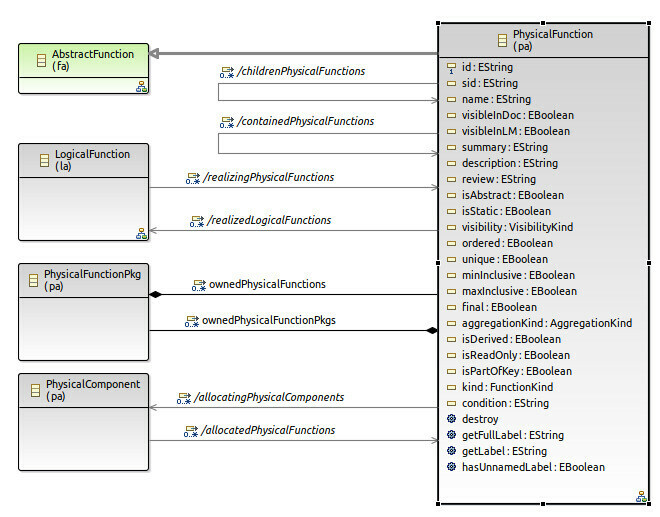 AbstractFunction
(fa)
/childrenPhysicalFunctions
0..*
/containedPhysicalFunctions
0..*
LogicalFunction
(la)
/realizingPhysicalFunctions
0..*
/realizedLogicalFunctions
0..*
PhysicalFunctionPkg
(pa)
ownedPhysicalFunctions
0..*
ownedPhysicalFunctionPkgs
0..*
PhysicalComponent
(pa)
/allocatingPhysicalComponents
0..*
/allocatedPhysicalFunctions
0..*
PhysicalFunction
(pa)
id : EString
sid : EString
name : EString
visibleInDoc : EBoolean
visibleInLM : EBoolean
summary : EString
description : EString
review : EString
isAbstract : EBoolean
isStatic : EBoolean
visibility : VisibilityKind
ordered : EBoolean
unique : EBoolean
minInclusive : EBoolean
maxInclusive : EBoolean
final : EBoolean
aggregationKind : AggregationKind
isDerived : EBoolean
isReadOnly : EBoolean
isPartOfKey : EBoolean
kind : FunctionKind
condition : EString
destroy
getFullLabel : EString
getLabel : EString
hasUnnamedLabel : EBoolean